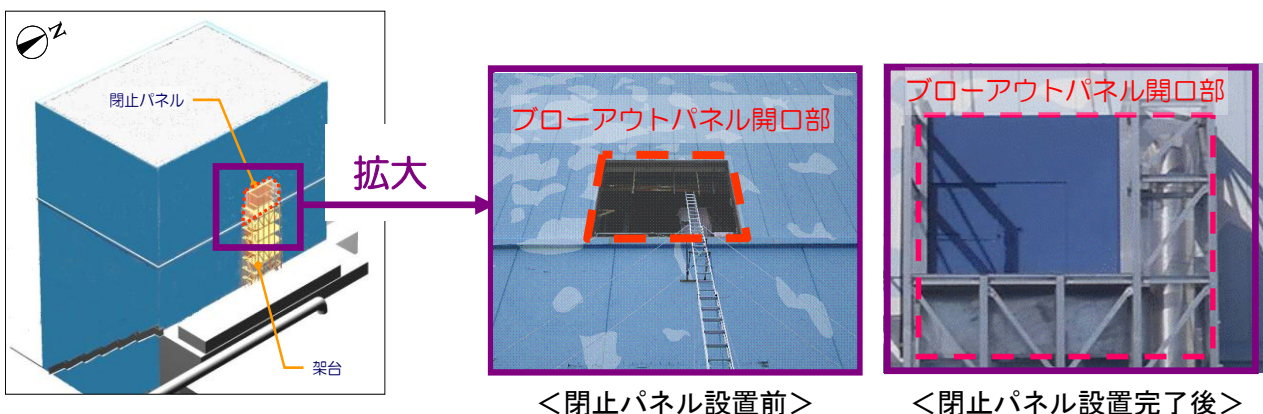 N
閉止パネル
架台
拡大
ブローアウトパネル開口部
ブローアウトパネル開口部
＜閉止パネル設置前＞
＜閉止パネル設置完了後＞